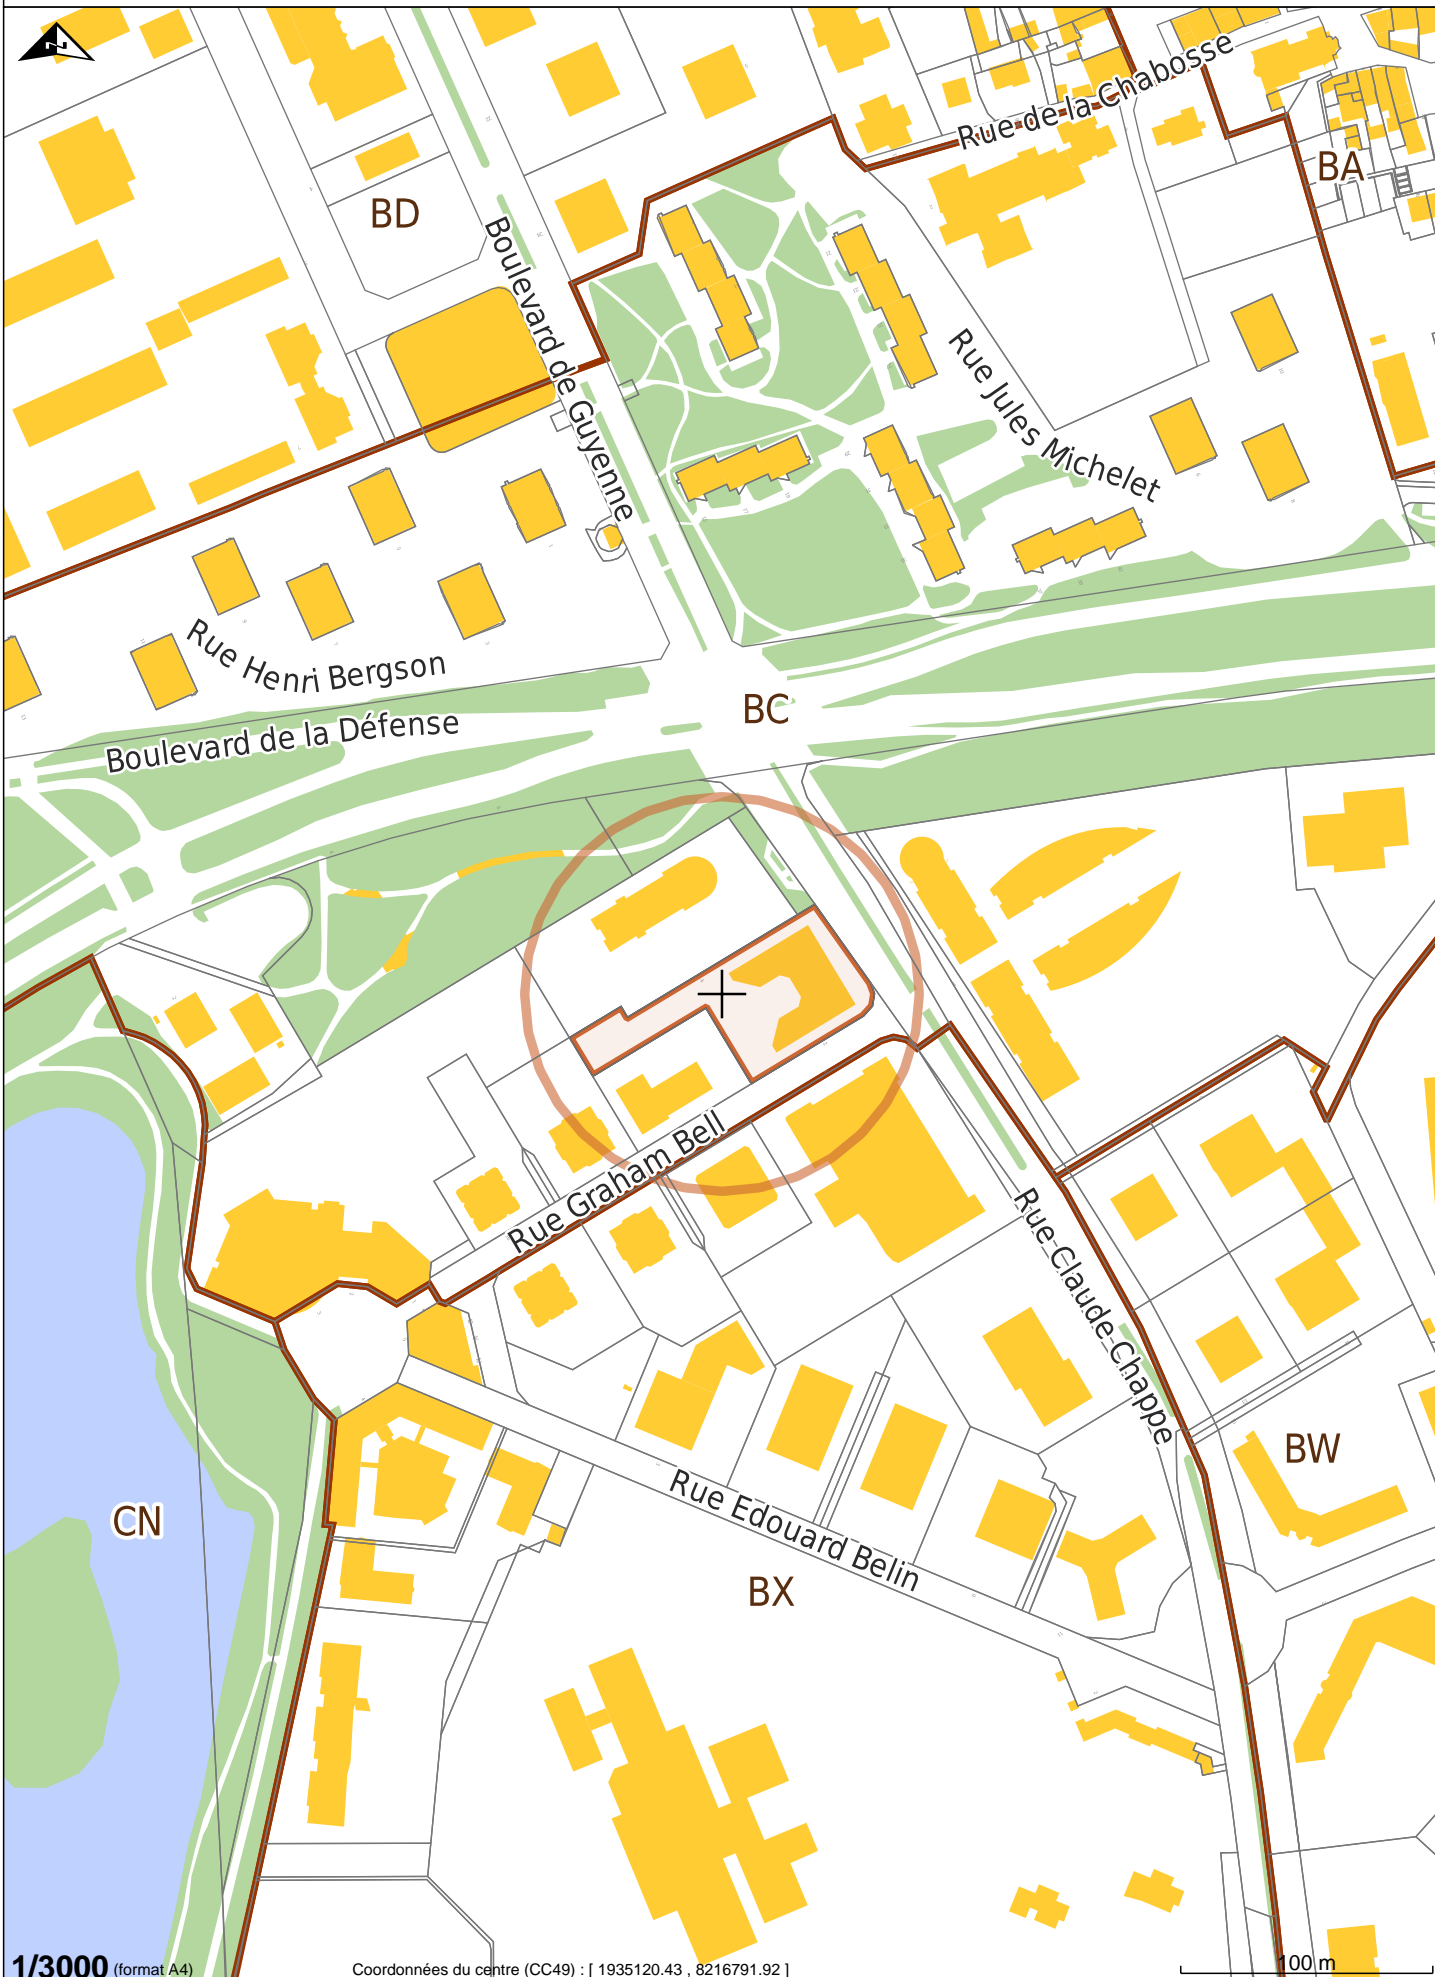 Rue de la Chabosse
BA
BD
Boulevard de Guyenne
Rue Jules Michelet
Rue Henri Bergson
BC
Boulevard de la Défense
Rue Graham Bell
Rue Claude Chappe
BW
CN
Rue Edouard Belin
BX
1/3000 (format A4)
Coordonnées du centre (CC49) : [ 1935120.43 , 8216791.92 ]
100 m